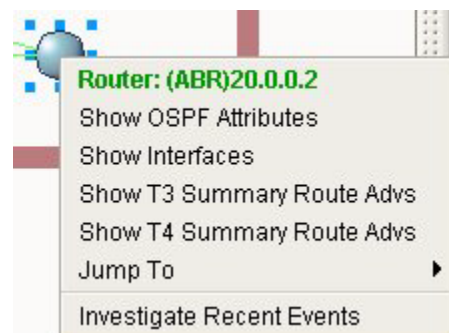 Router: (ABR)20.0.0.2
Show OSPF Attributes
Show Interfaces
Show T3 Summary Route Advs
Show T4 Summary Route Advs
Jump To
Investigate Recent Events